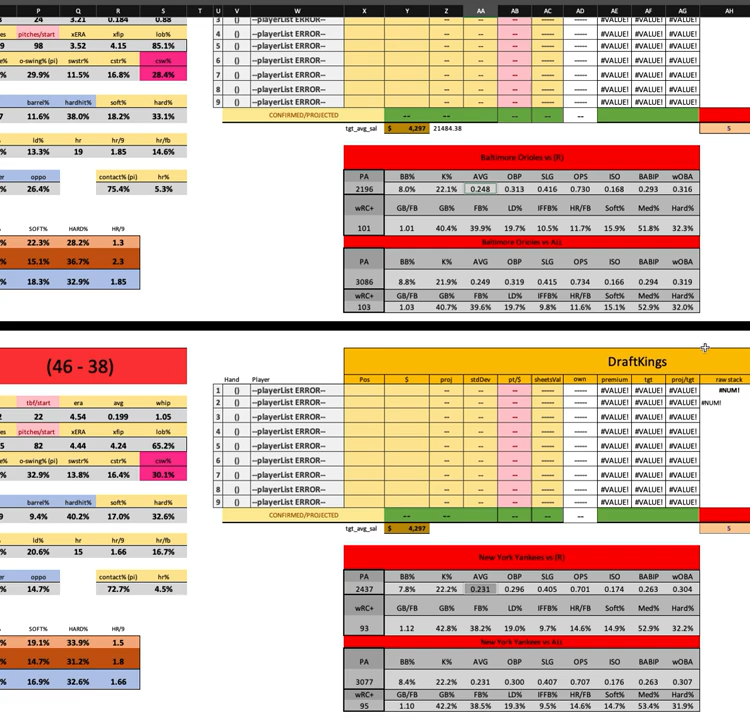 P Q R S T U V W X Y Z AA AB AC AD AE AF AG AH
24 3.21 0.184 0.88 3 () --playerList ERROR-- -- -- -- ----- ----- #VALUE! #VALUE! #VALUE!
pitches/start xERA xfip lob% 4 () --playerList ERROR-- -- -- -- ----- ----- #VALUE! #VALUE! #VALUE!
98 3.52 4.15 85.1% 5 () --playerList ERROR-- -- -- -- ----- ----- #VALUE! #VALUE! #VALUE!
o-swing% (pi) swstr% cstr% csw% 6 () --playerList ERROR-- -- -- -- ----- ----- #VALUE! #VALUE! #VALUE!
29.9% 11.5% 16.8% 28.4% 7 () --playerList ERROR-- -- -- -- ----- ----- #VALUE! #VALUE! #VALUE!
8 () --playerList ERROR-- -- -- -- ----- ----- #VALUE! #VALUE! #VALUE!
barrel% hardhit% soft% hard% 9 () --playerList ERROR-- -- -- -- ----- ----- #VALUE! #VALUE! #VALUE!
11.6% 38.0% 18.2% 33.1% CONFIRMED/PROJECTED -- -- -- -- --
tgt_avg_sal $ 4,297 21484.38 5
ld% hr hr/9 hr/fb
13.3% 19 1.85 14.6% Baltimore Orioles vs (R)
oppo contact% (pi) hr% PA BB% K% AVG OBP SLG OPS ISO BABIP wOBA
26.4% 75.4% 5.3% 2196 8.0% 22.1% 0.248 0.313 0.416 0.730 0.168 0.293 0.316
wRC+ GB/FB GB% FB% LD% IFFB% HR/FB Soft% Med% Hard%
SOFT% HARD% HR/9 101 1.01 40.4% 39.9% 19.7% 10.5% 11.7% 15.9% 51.8% 32.3%
22.3% 28.2% 1.3 Baltimore Orioles vs ALL
15.1% 36.7% 2.3 PA BB% K% AVG OBP SLG OPS ISO BABIP wOBA
18.3% 32.9% 1.85 3086 8.8% 21.9% 0.249 0.319 0.415 0.734 0.166 0.294 0.319
wRC+ GB/FB GB% FB% LD% IFFB% HR/FB Soft% Med% Hard%
103 1.03 40.7% 39.6% 19.7% 9.8% 11.6% 15.1% 52.9% 32.0%
(46 - 38) DraftKings
Hand Player Pos $ proj stdDev pt/$ sheetsVal own premium tgt proj/tgt raw stack
1 () --playerList ERROR-- -- -- -- ----- ----- #VALUE! #VALUE! #VALUE! #NUM!
tbf/start era avg whip 2 () --playerList ERROR-- -- -- -- ----- ----- #VALUE! #VALUE! #VALUE! #NUM!
22 4.54 0.199 1.05 3 () --playerList ERROR-- -- -- -- ----- ----- #VALUE! #VALUE! #VALUE!
pitches/start xERA xfip lob% 4 () --playerList ERROR-- -- -- -- ----- ----- #VALUE! #VALUE! #VALUE!
82 4.44 4.24 65.2% 5 () --playerList ERROR-- -- -- -- ----- ----- #VALUE! #VALUE! #VALUE!
o-swing% (pi) swstr% cstr% csw% 6 () --playerList ERROR-- -- -- -- ----- ----- #VALUE! #VALUE! #VALUE!
32.9% 13.8% 16.4% 30.1% 7 () --playerList ERROR-- -- -- -- ----- ----- #VALUE! #VALUE! #VALUE!
8 () --playerList ERROR-- -- -- -- ----- ----- #VALUE! #VALUE! #VALUE!
barrel% hardhit% soft% hard% 9 () --playerList ERROR-- -- -- -- ----- ----- #VALUE! #VALUE! #VALUE!
9.4% 40.2% 17.0% 32.6% CONFIRMED/PROJECTED -- -- -- -- --
tgt_avg_sal $ 4,297 5
ld% hr hr/9 hr/fb
20.6% 15 1.66 16.7% New York Yankees vs (R)
oppo contact% (pi) hr% PA BB% K% AVG OBP SLG OPS ISO BABIP wOBA
14.7% 72.7% 4.5% 2437 7.8% 22.2% 0.231 0.296 0.405 0.701 0.174 0.263 0.304
wRC+ GB/FB GB% FB% LD% IFFB% HR/FB Soft% Med% Hard%
SOFT% HARD% HR/9 93 1.12 42.8% 38.2% 19.0% 9.7% 14.6% 14.9% 52.9% 32.2%
19.1% 33.9% 1.5 New York Yankees vs ALL
14.7% 31.2% 1.8 PA BB% K% AVG OBP SLG OPS ISO BABIP wOBA
16.9% 32.6% 1.66 3077 8.4% 22.2% 0.231 0.300 0.407 0.707 0.176 0.263 0.307
wRC+ GB/FB GB% FB% LD% IFFB% HR/FB Soft% Med% Hard%
95 1.10 42.2% 38.5% 19.3% 9.5% 14.6% 14.7% 53.4% 31.9%